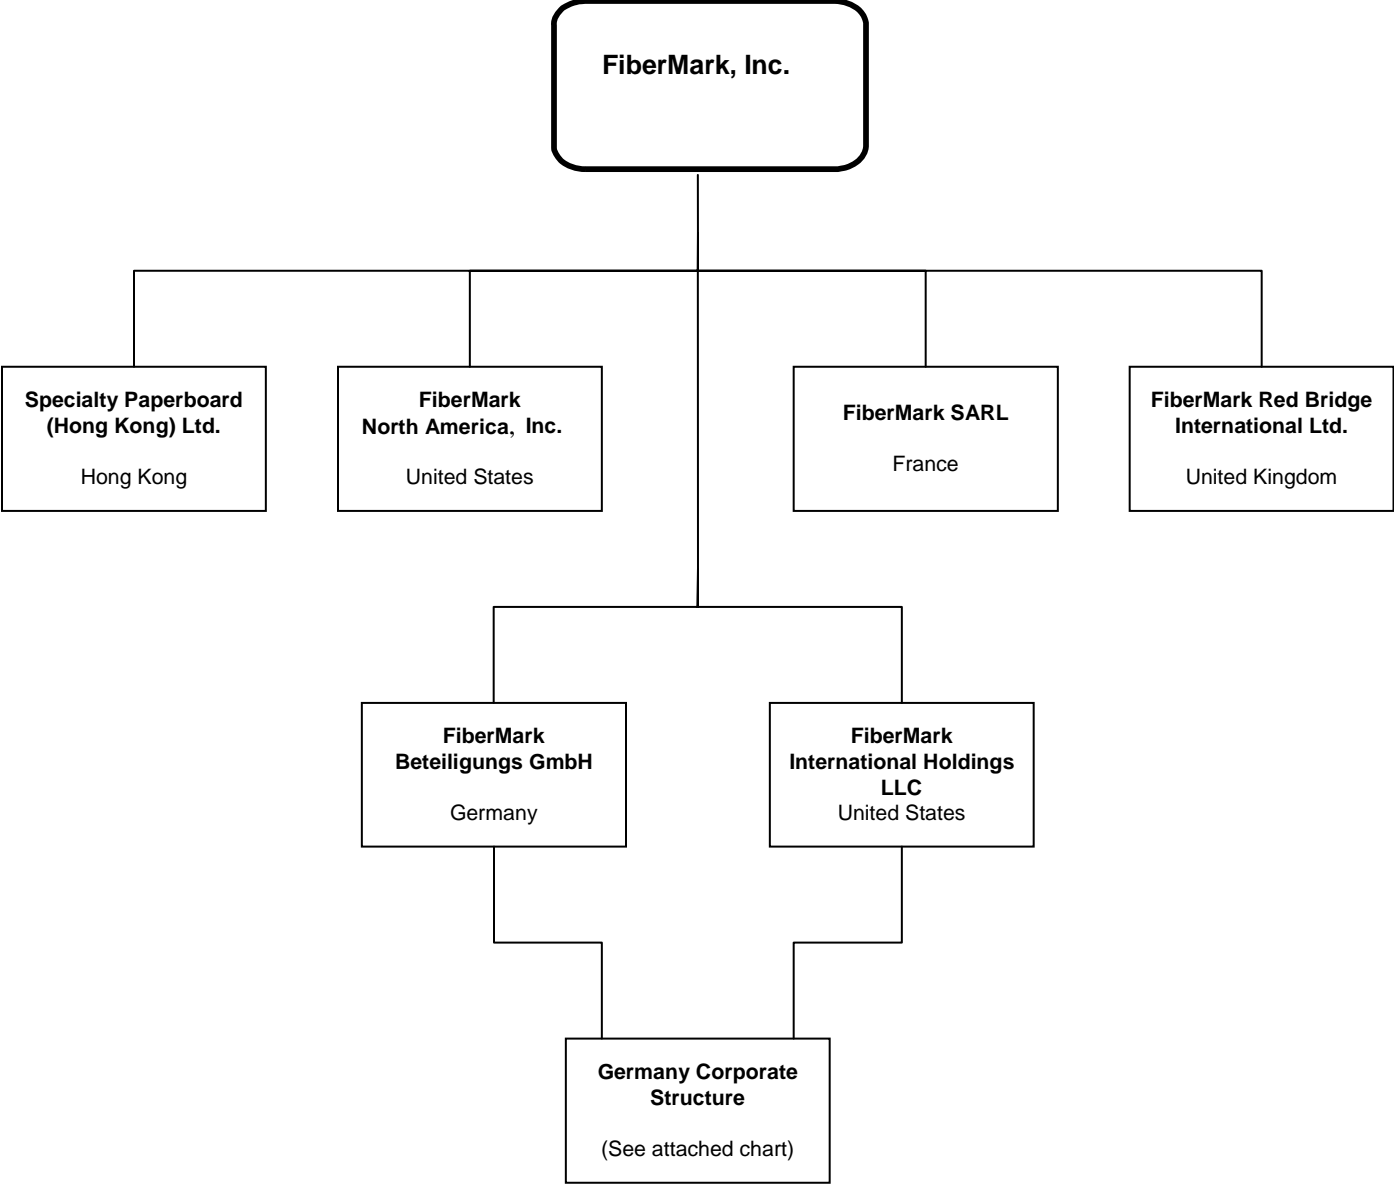 FiberMark, Inc.
Specialty Paperboard
(Hong Kong) Ltd.
Hong Kong
FiberMark
North America, Inc.
United States
FiberMark SARL
France
FiberMark Red Bridge
International Ltd.
United Kingdom
FiberMark
Beteiligungs GmbH
Germany
FiberMark
International Holdings
LLC
United States
Germany Corporate
Structure
(See attached chart)